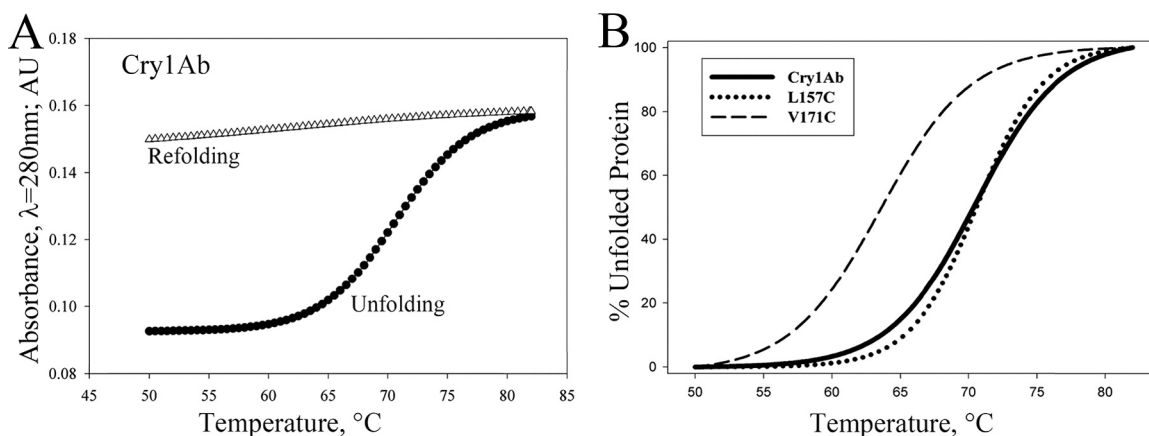 A
Cry1Ab
Absorbance, λ=280nm; AU
0.18
0.16
0.14
0.12
0.10
0.08
Refolding
Unfolding
45 50 55 60 65 70 75 80 85
Temperature, °C
B
Cry1Ab
L157C
V171C
% Unfolded Protein
100
80
60
40
20
0
50 55 60 65 70 75 80
Temperature, °C